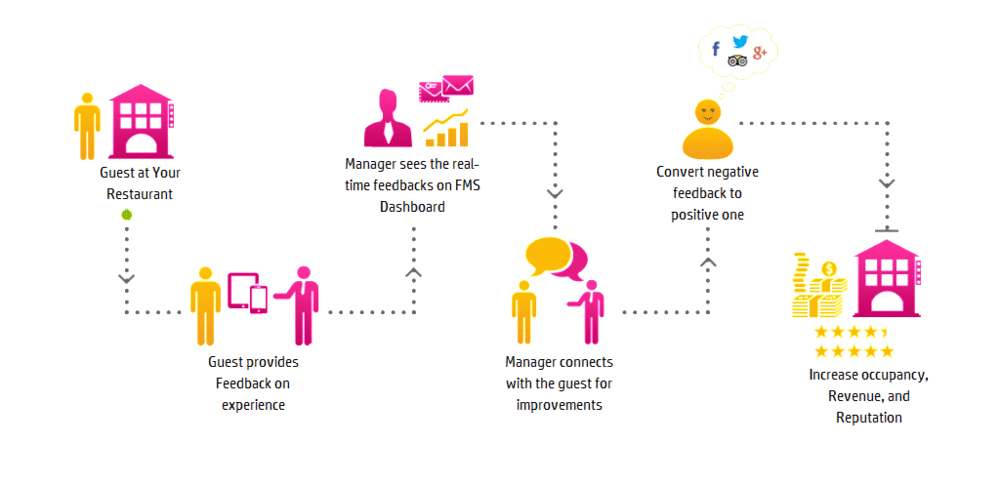 Guest at Your
Restaurant
Guest provides
Feedback on
experience
Manager sees the real-
time feedbacks on FMS
Dashboard
Manager connects
with the guest for
improvements
f
g+
Convert negative
feedback to
positive one
$
Increase occupancy,
Revenue, and
Reputation